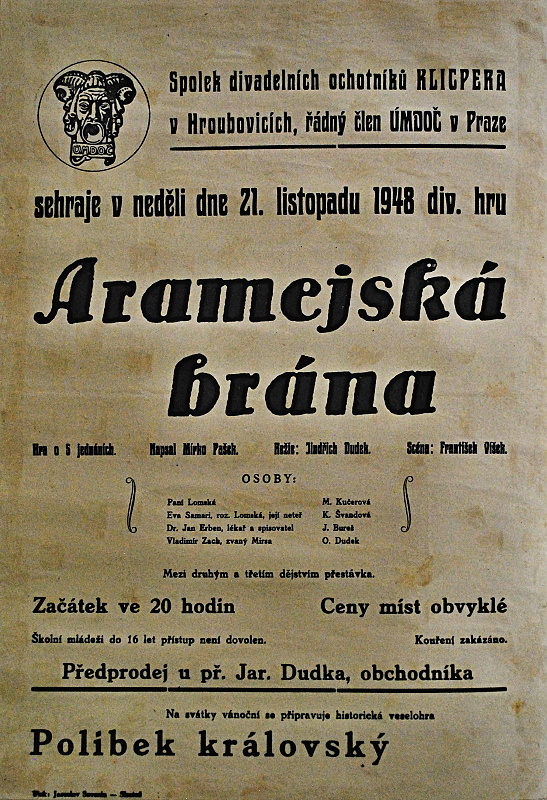 ÚMDOČ
Spolek divadelních ochotníků KLICPERA
v Hroubovicích, řádný člen ÚMDOČ v Praze
sehraje v neděli dne 21. listopadu 1948 div. hru
Aramejská
brána
Hra o 5 jednáních. Napsal Mirko Pašek. Režie: Jindřich Dudek. Scéna: František Víšek.
OSOBY:
Paní Lomská M. Kučerová
Eva Samari, roz. Lomská, její neteř K. Švandová
Dr. Jan Erben, lékař a spisovatel J. Bureš
Vladimír Zach, zvaný Mirsa O. Dudek
Mezi druhým a třetím dějstvím přestávka.
Začátek ve 20 hodin Ceny míst obvyklé
Školní mládeži do 16 let přístup není dovolen. Kouření zakázáno.
Předprodej u př. Jar. Dudka, obchodníka
Na svátky vánoční se připravuje historická veselohra
Polibek královský
Tisk: Jaroslav